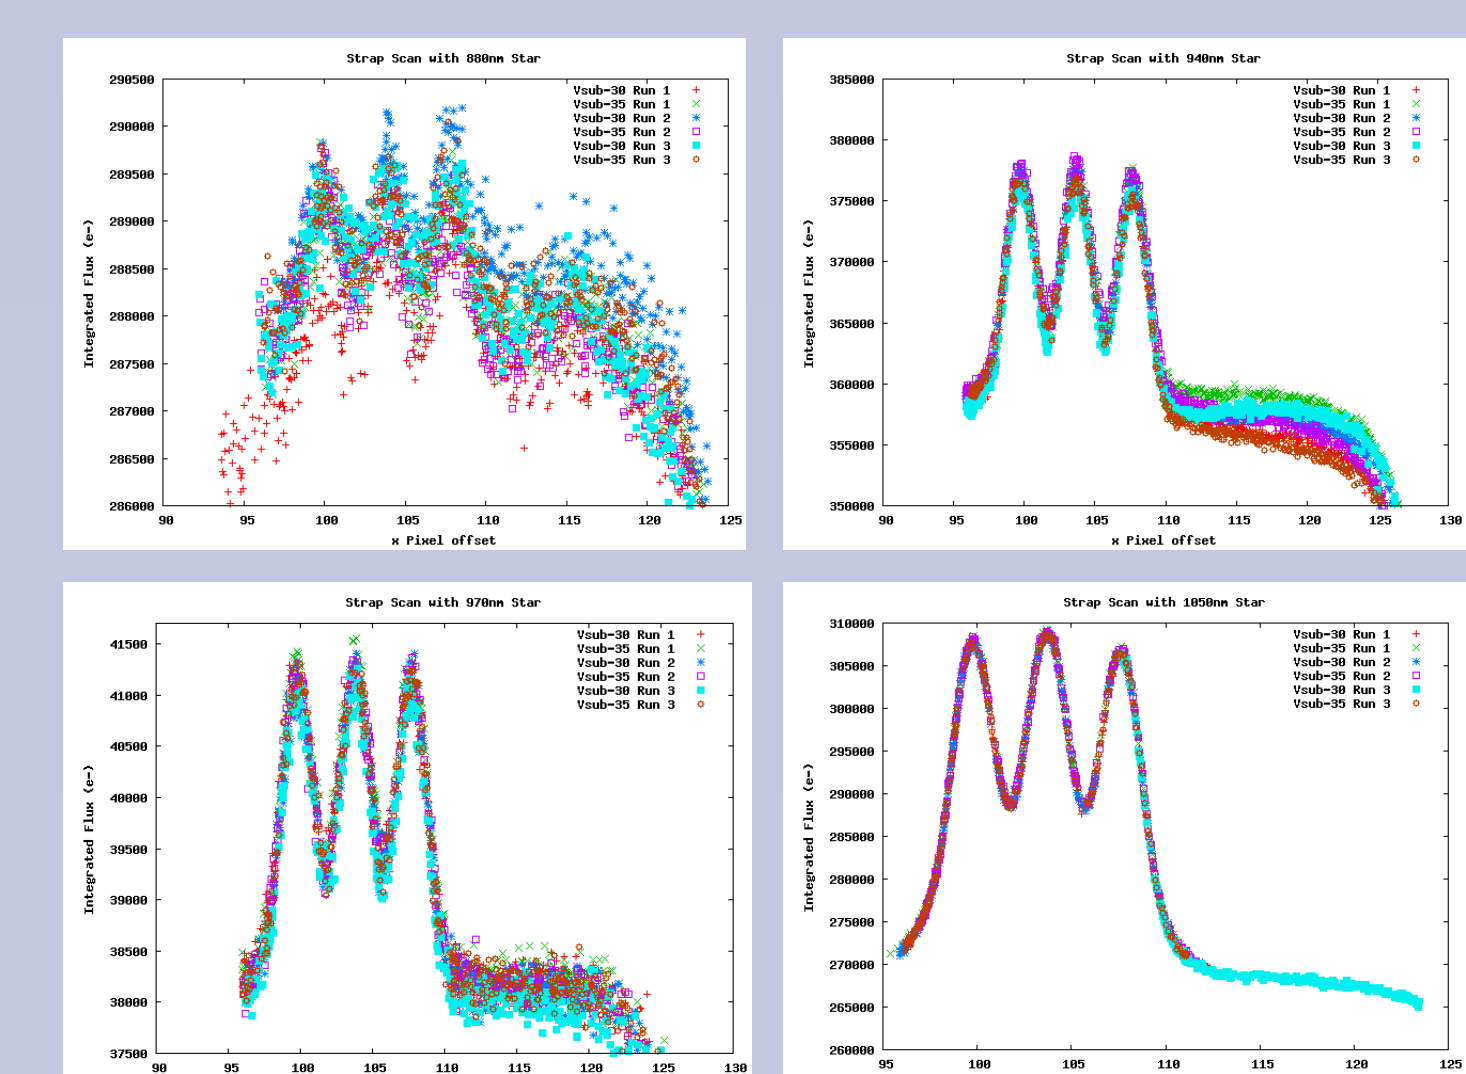 Strap Scan with 880nm Star
290500
290000
289500
289000
288500
288000
287500
287000
286500
286000
90 95 100 105 110 115 120 125
Integrated Flux (e-)
x Pixel offset
Vsub-30 Run 1
Vsub-35 Run 1
Vsub-30 Run 2
Vsub-35 Run 2
Vsub-30 Run 3
Vsub-35 Run 3
Strap Scan with 940nm Star
385000
380000
375000
370000
365000
360000
355000
350000
90 95 100 105 110 115 120 125 130
Integrated Flux (e-)
x Pixel offset
Vsub-30 Run 1
Vsub-35 Run 1
Vsub-30 Run 2
Vsub-35 Run 2
Vsub-30 Run 3
Vsub-35 Run 3
Strap Scan with 970nm Star
41500
41000
40500
40000
39500
39000
38500
38000
37500
90 95 100 105 110 115 120 125 130
Integrated Flux (e-)
Vsub-30 Run 1
Vsub-35 Run 1
Vsub-30 Run 2
Vsub-35 Run 2
Vsub-30 Run 3
Vsub-35 Run 3
Strap Scan with 1050nm Star
310000
305000
300000
295000
290000
285000
280000
275000
270000
265000
260000
95 100 105 110 115 120 125
Integrated Flux (e-)
Vsub-30 Run 1
Vsub-35 Run 1
Vsub-30 Run 2
Vsub-35 Run 2
Vsub-30 Run 3
Vsub-35 Run 3